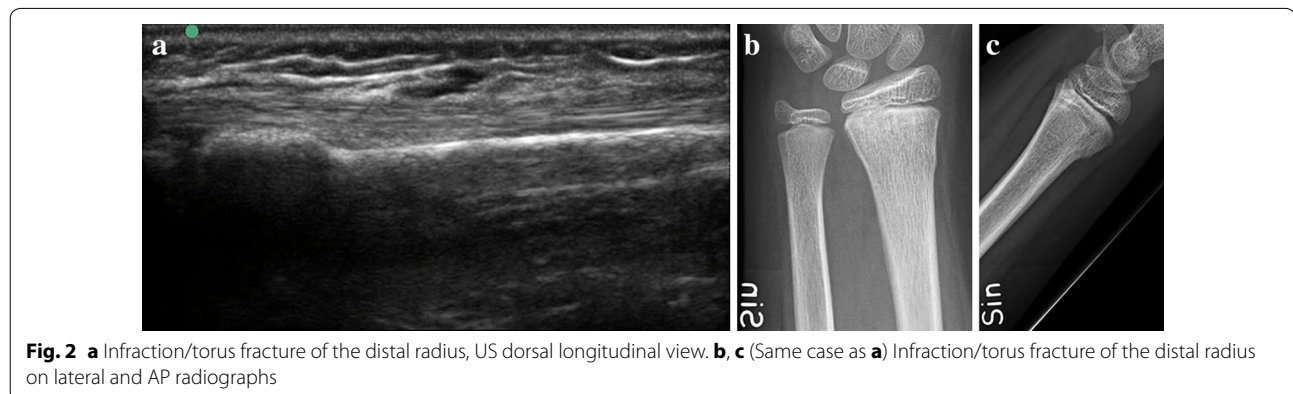 a
b
c
Sin
Sin
Fig. 2 a Infraction/torus fracture of the distal radius, US dorsal longitudinal view. b, c (Same case as a) Infraction/torus fracture of the distal radius
on lateral and AP radiographs